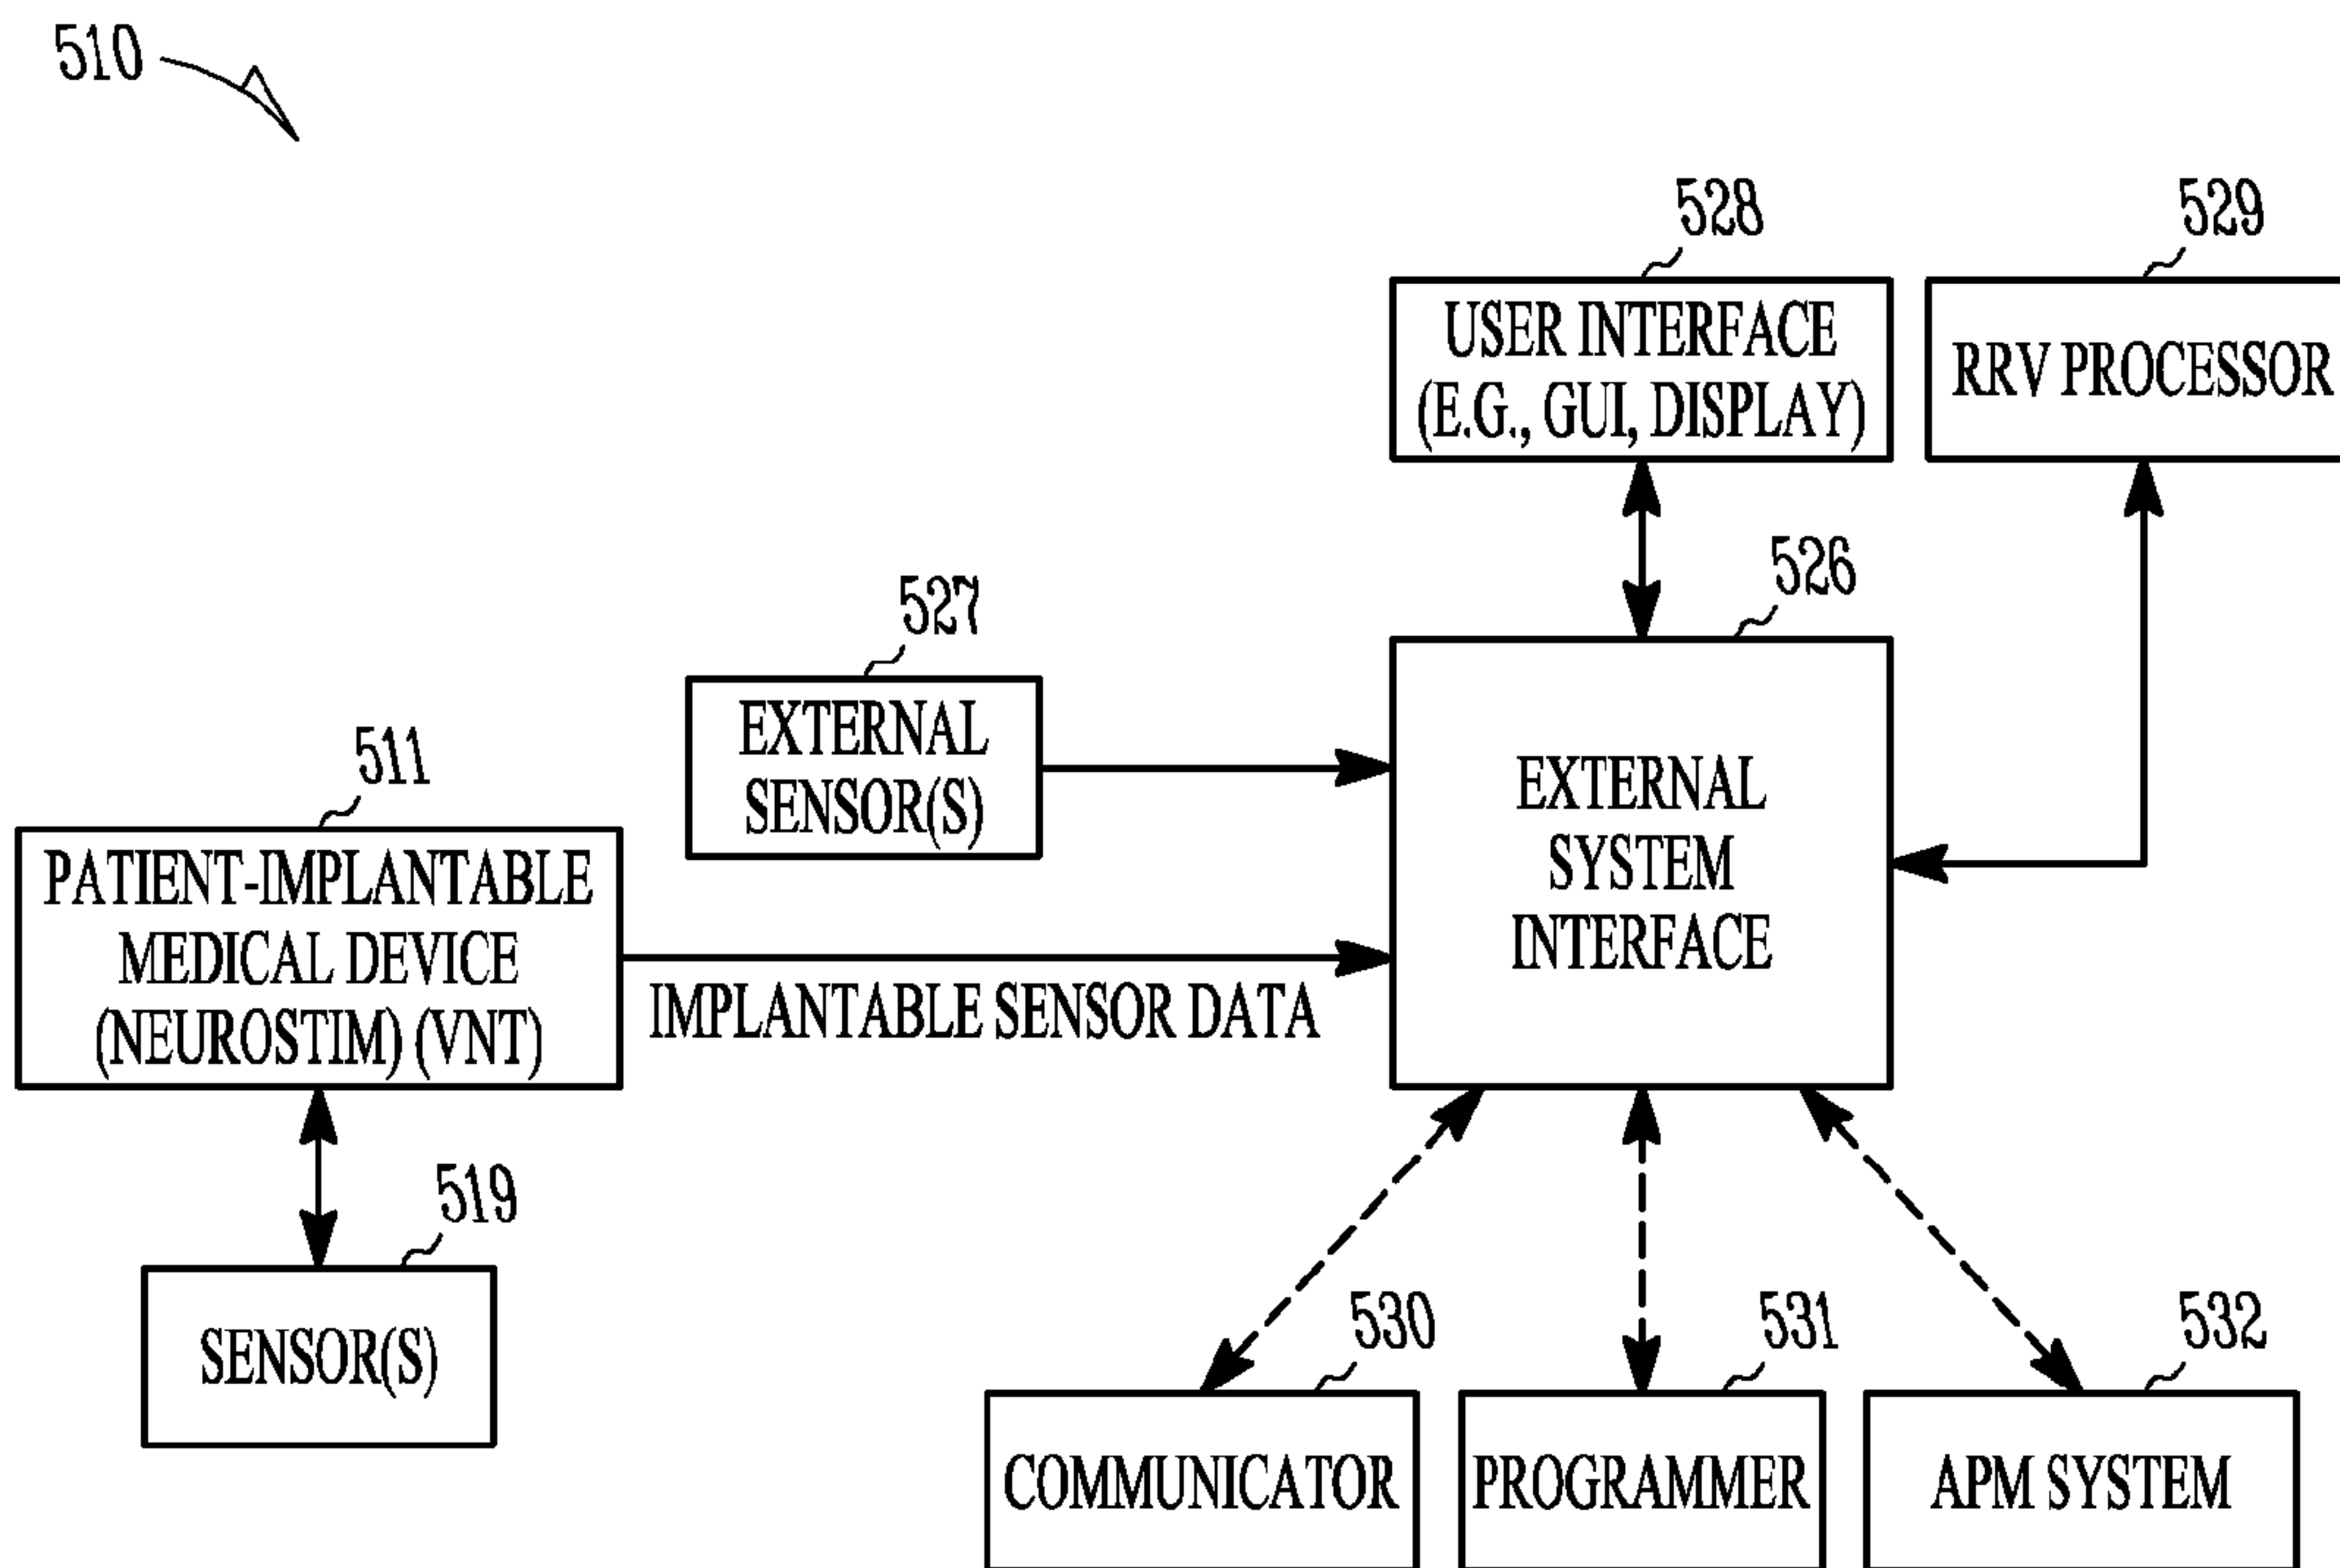 510
528
529
USER INTERFACE
(E.G., GUI, DISPLAY)
RRV PROCESSOR
526
527
EXTERNAL
SENSOR(S)
EXTERNAL
SYSTEM
INTERFACE
511
PATIENT-IMPLANTABLE
MEDICAL DEVICE
(NEUROSTIM) (VNT)
IMPLANTABLE SENSOR DATA
519
SENSOR(S)
530
531
532
COMMUNICATOR
PROGRAMMER
APM SYSTEM